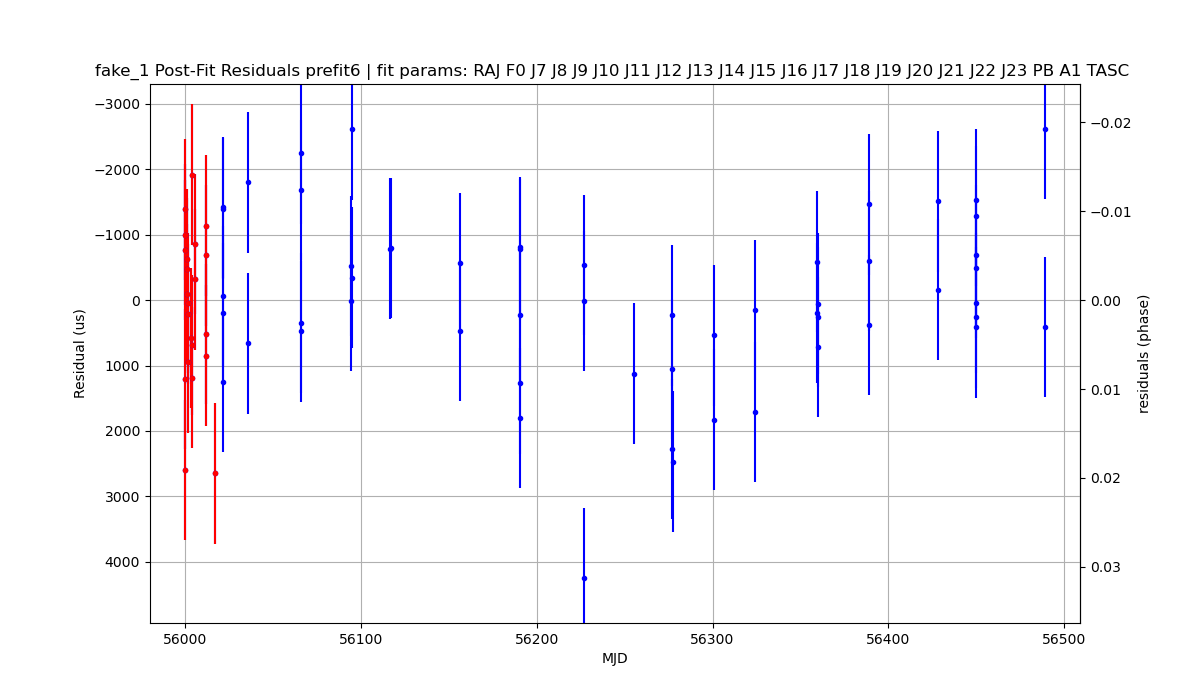 fake_1 Post-Fit Residuals prefit6 | fit params: RAJ F0 J7 J8 J9 J10 J11 J12 J13 J14 J15 J16 J17 J18 J19 J20 J21 J22 J23 PB A1 TASC
−3000
−2000
−1000
0
1000
2000
3000
4000
Residual (us)
−0.02
−0.01
0.00
0.01
0.02
0.03
residuals (phase)
56000 56100 56200 56300 56400 56500
MJD